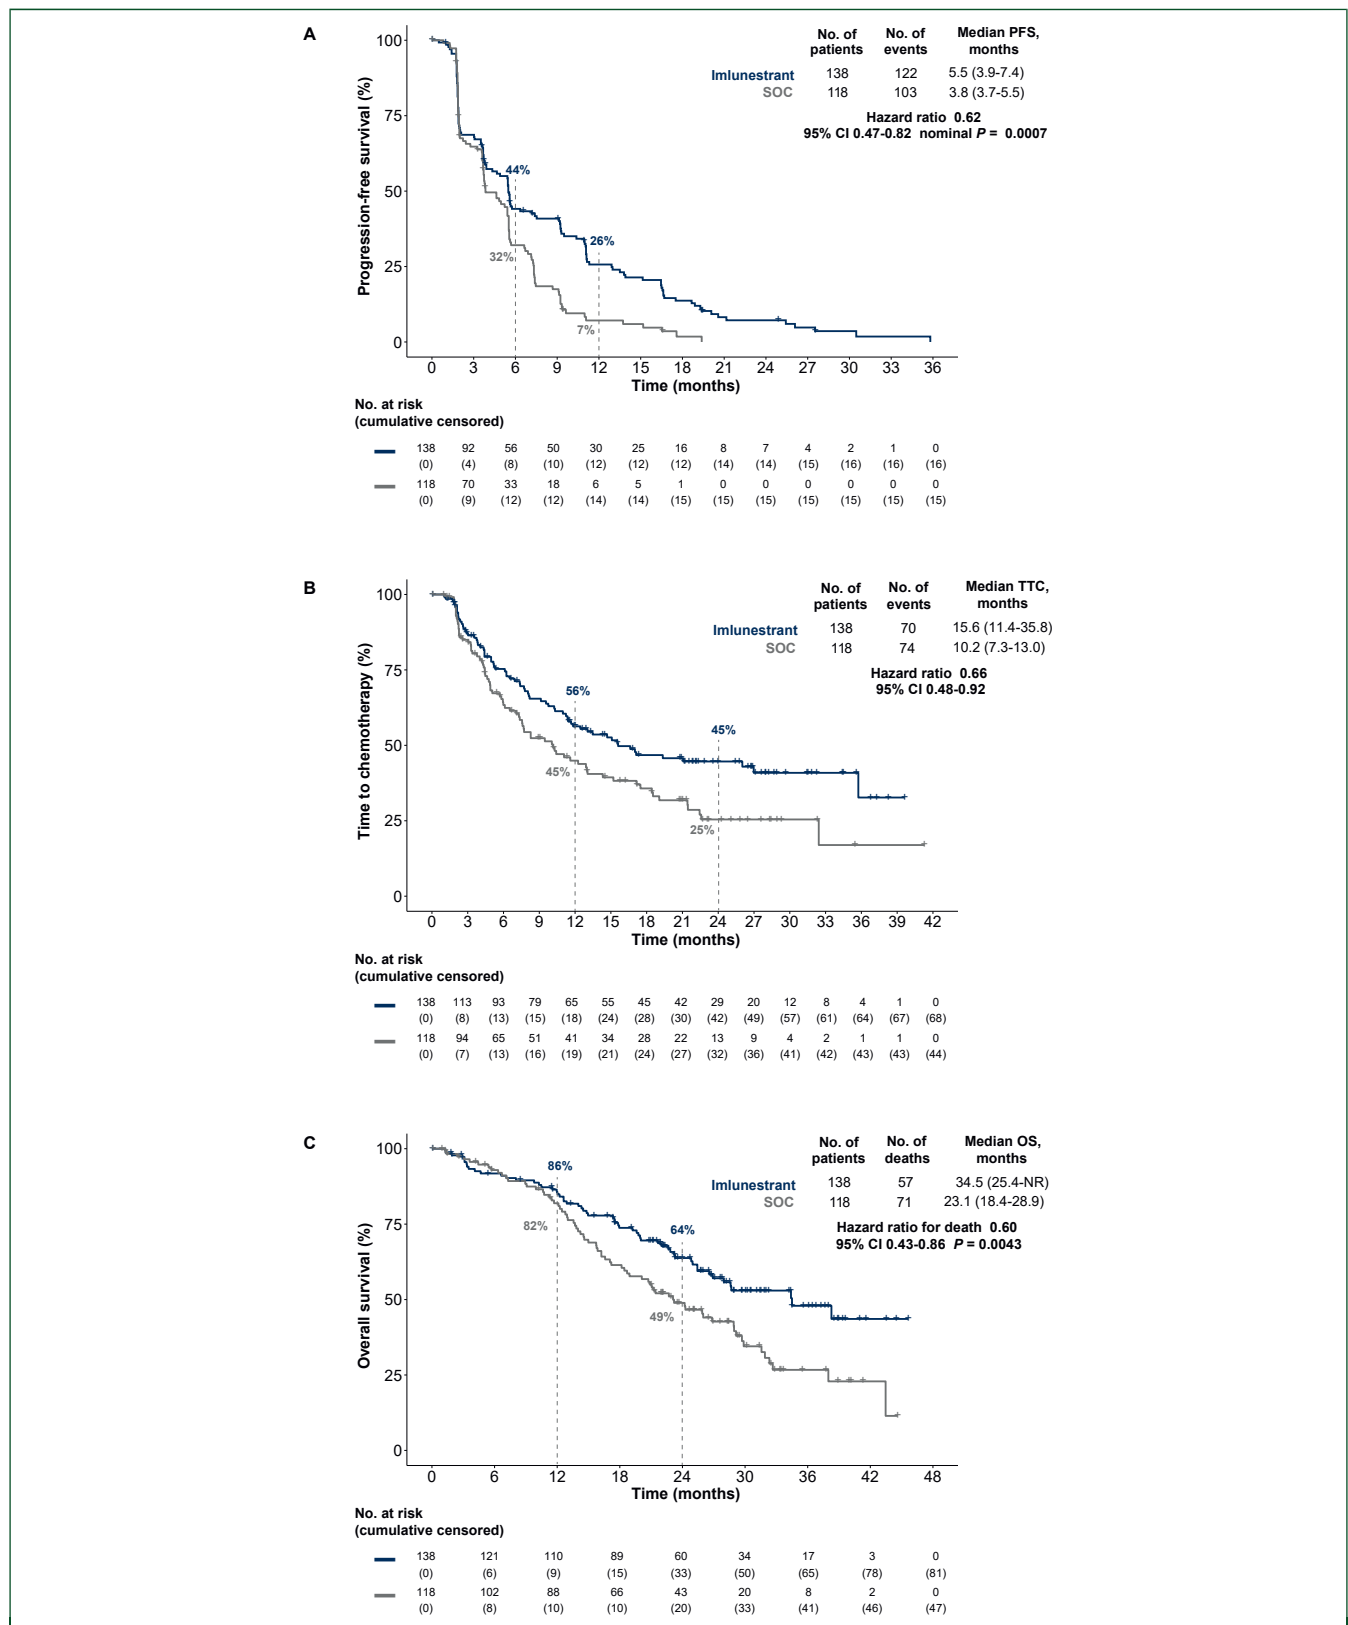 A
No. of patients No. of events Median PFS, months
Imlunestrant 138 122 5.5 (3.9-7.4)
SOC 118 103 3.8 (3.7-5.5)
Hazard ratio 0.62
95% CI 0.47-0.82 nominal P = 0.0007
Progression-free survival (%)
100
75
50
25
0
44%
32%
26%
7%
0 3 6 9 12 15 18 21 24 27 30 33 36
Time (months)
No. at risk
(cumulative censored)
138 92 56 50 30 25 16 8 7 4 2 1 0
(0) (4) (8) (10) (12) (12) (12) (14) (14) (15) (16) (16) (16)
118 70 33 18 6 5 1 0 0 0 0 0 0
(0) (9) (12) (12) (14) (14) (15) (15) (15) (15) (15) (15) (15)
B
No. of patients No. of events Median TTC, months
Imlunestrant 138 70 15.6 (11.4-35.8)
SOC 118 74 10.2 (7.3-13.0)
Hazard ratio 0.66
95% CI 0.48-0.92
Time to chemotherapy (%)
100
75
50
25
0
56%
45%
45%
25%
0 3 6 9 12 15 18 21 24 27 30 33 36 39 42
Time (months)
No. at risk
(cumulative censored)
138 113 93 79 65 55 45 42 29 20 12 8 4 1 0
(0) (8) (13) (15) (18) (24) (28) (30) (42) (49) (57) (61) (64) (67) (68)
118 94 65 51 41 34 28 22 13 9 4 2 1 1 0
(0) (7) (13) (16) (19) (21) (24) (27) (32) (36) (41) (42) (43) (43) (44)
C
No. of patients No. of deaths Median OS, months
Imlunestrant 138 57 34.5 (25.4-NR)
SOC 118 71 23.1 (18.4-28.9)
Hazard ratio for death 0.60
95% CI 0.43-0.86 P = 0.0043
Overall survival (%)
100
75
50
25
0
86%
82%
64%
49%
0 6 12 18 24 30 36 42 48
Time (months)
No. at risk
(cumulative censored)
138 121 110 89 60 34 17 3 0
(0) (6) (9) (15) (33) (50) (65) (78) (81)
118 102 88 66 43 20 8 2 0
(0) (8) (10) (10) (20) (33) (41) (46) (47)